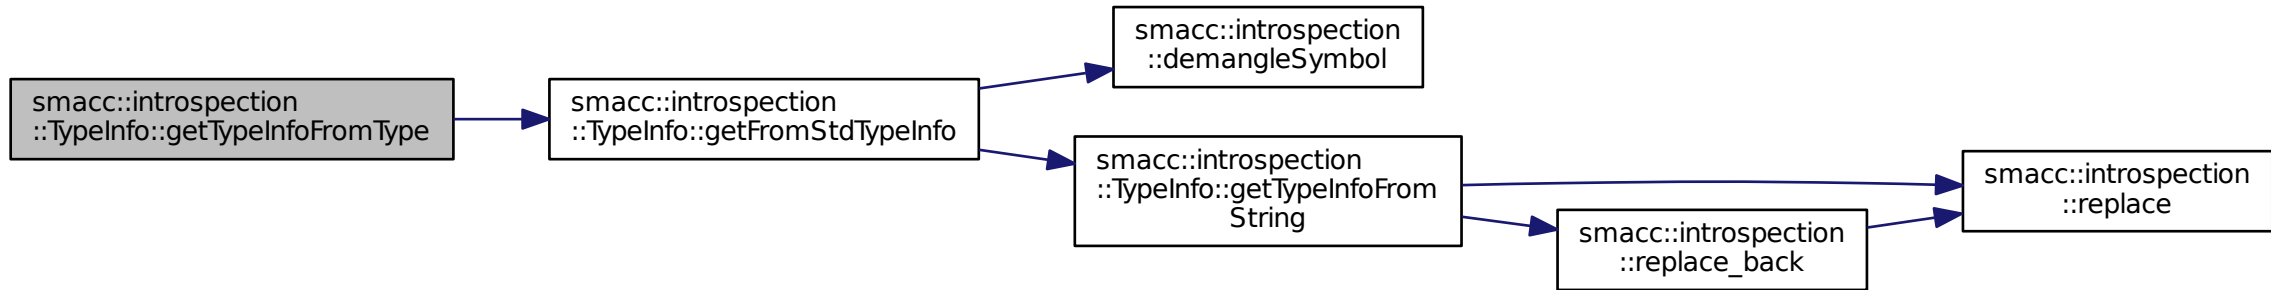 smacc::introspection
::TypeInfo::getTypeInfoFromType
smacc::introspection
::TypeInfo::getFromStdTypeInfo
smacc::introspection
::demangleSymbol
smacc::introspection
::TypeInfo::getTypeInfoFrom
String
smacc::introspection
::replace_back
smacc::introspection
::replace